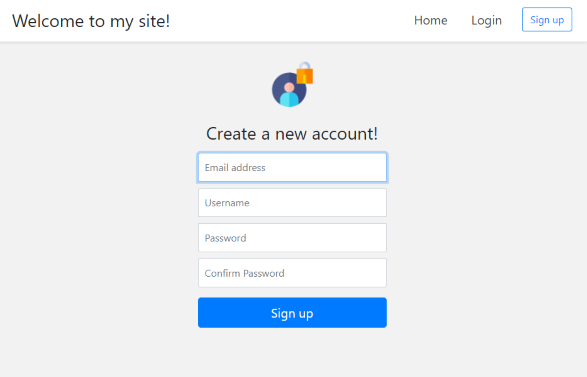 Welcome to my site!
Home Login Sign up
Create a new account!
Email address
Username
Password
Confirm Password
Sign up